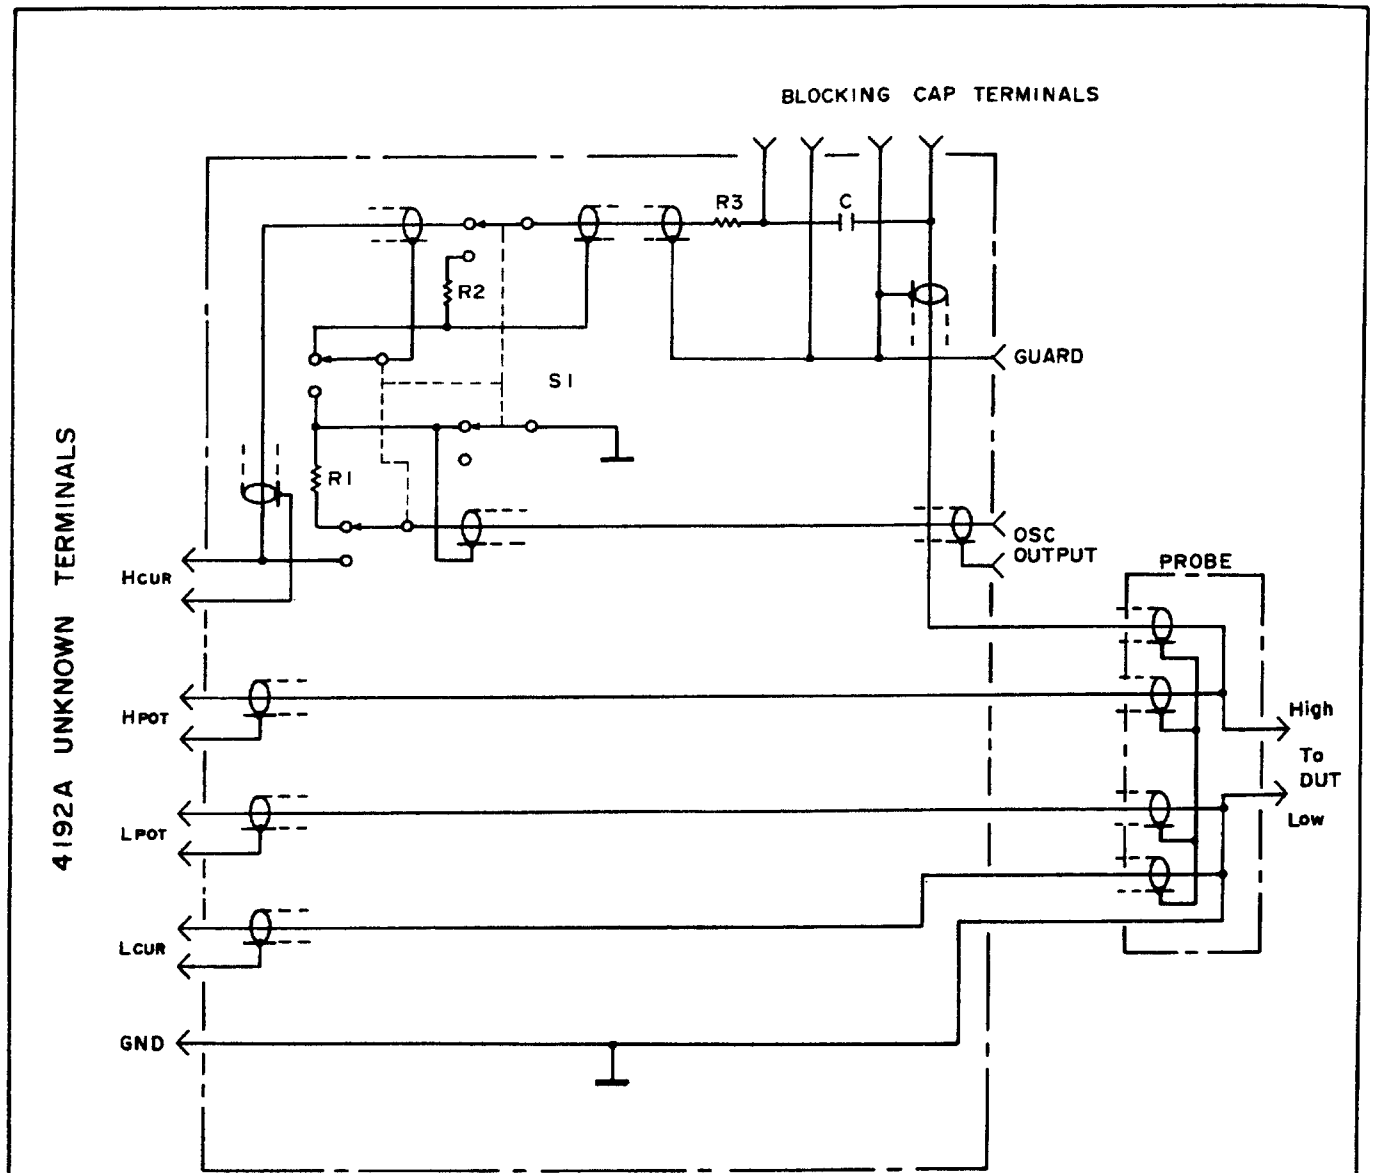 BLOCKING CAP TERMINALS
R3
C
R2
GUARD
S1
R1
4192A UNKNOWN TERMINALS
OSC
OUTPUT
PROBE
HCUR
HPOT
High
To
DUT
Low
LPOT
LCUR
GND